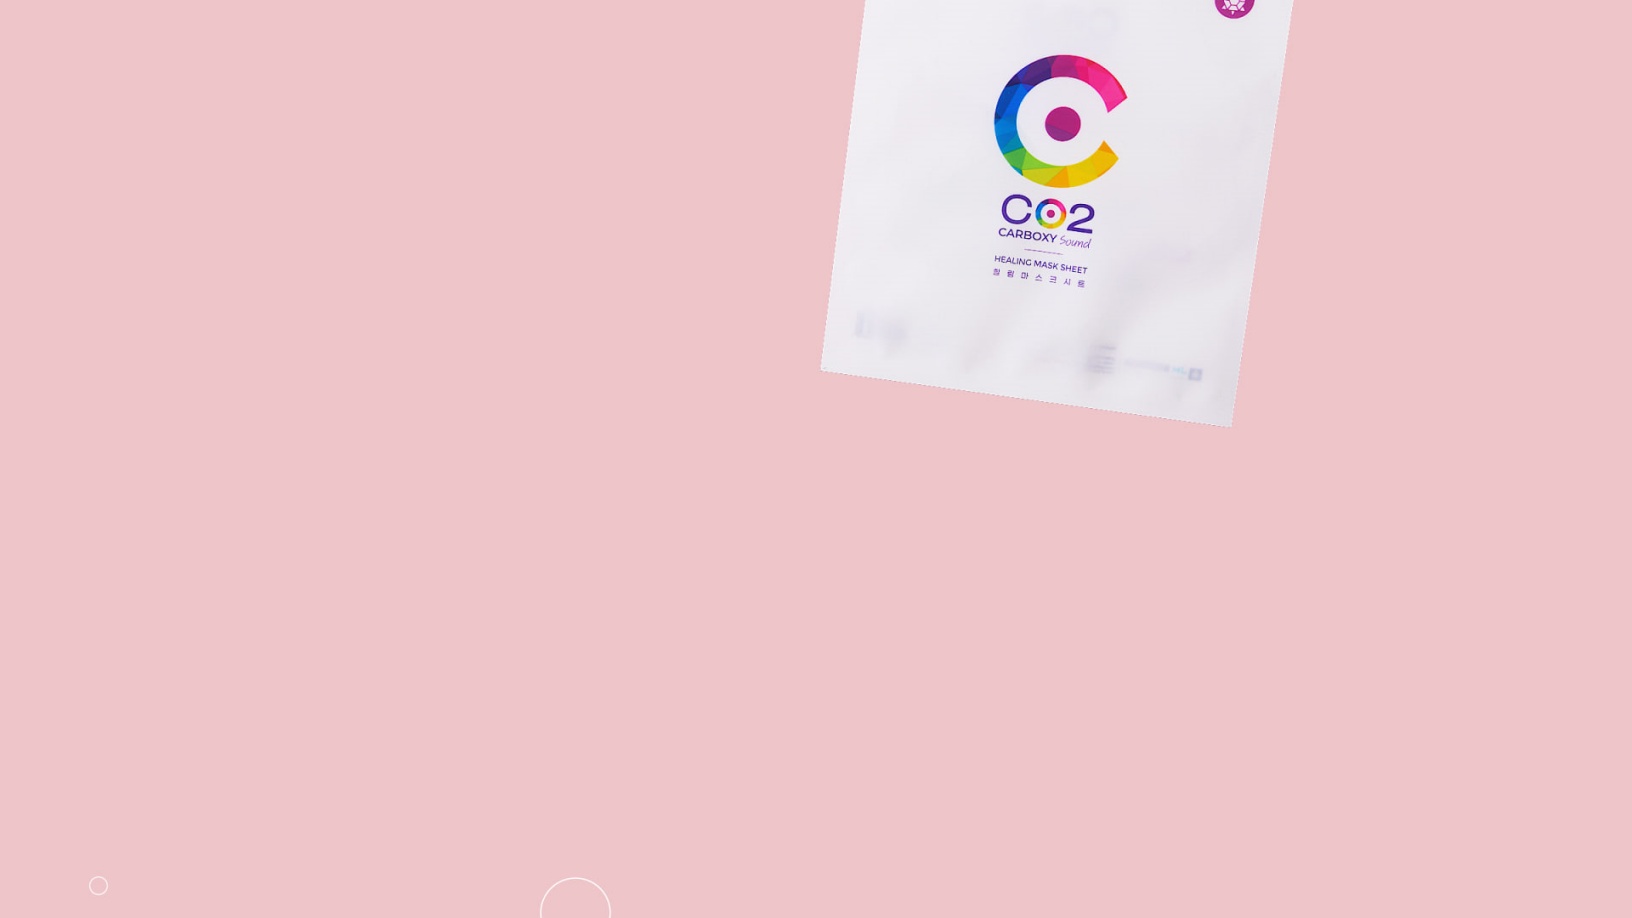 CO2
CARBOXY Sound
HEALING MASK SHEET
힐 링 마 스 크 시 트